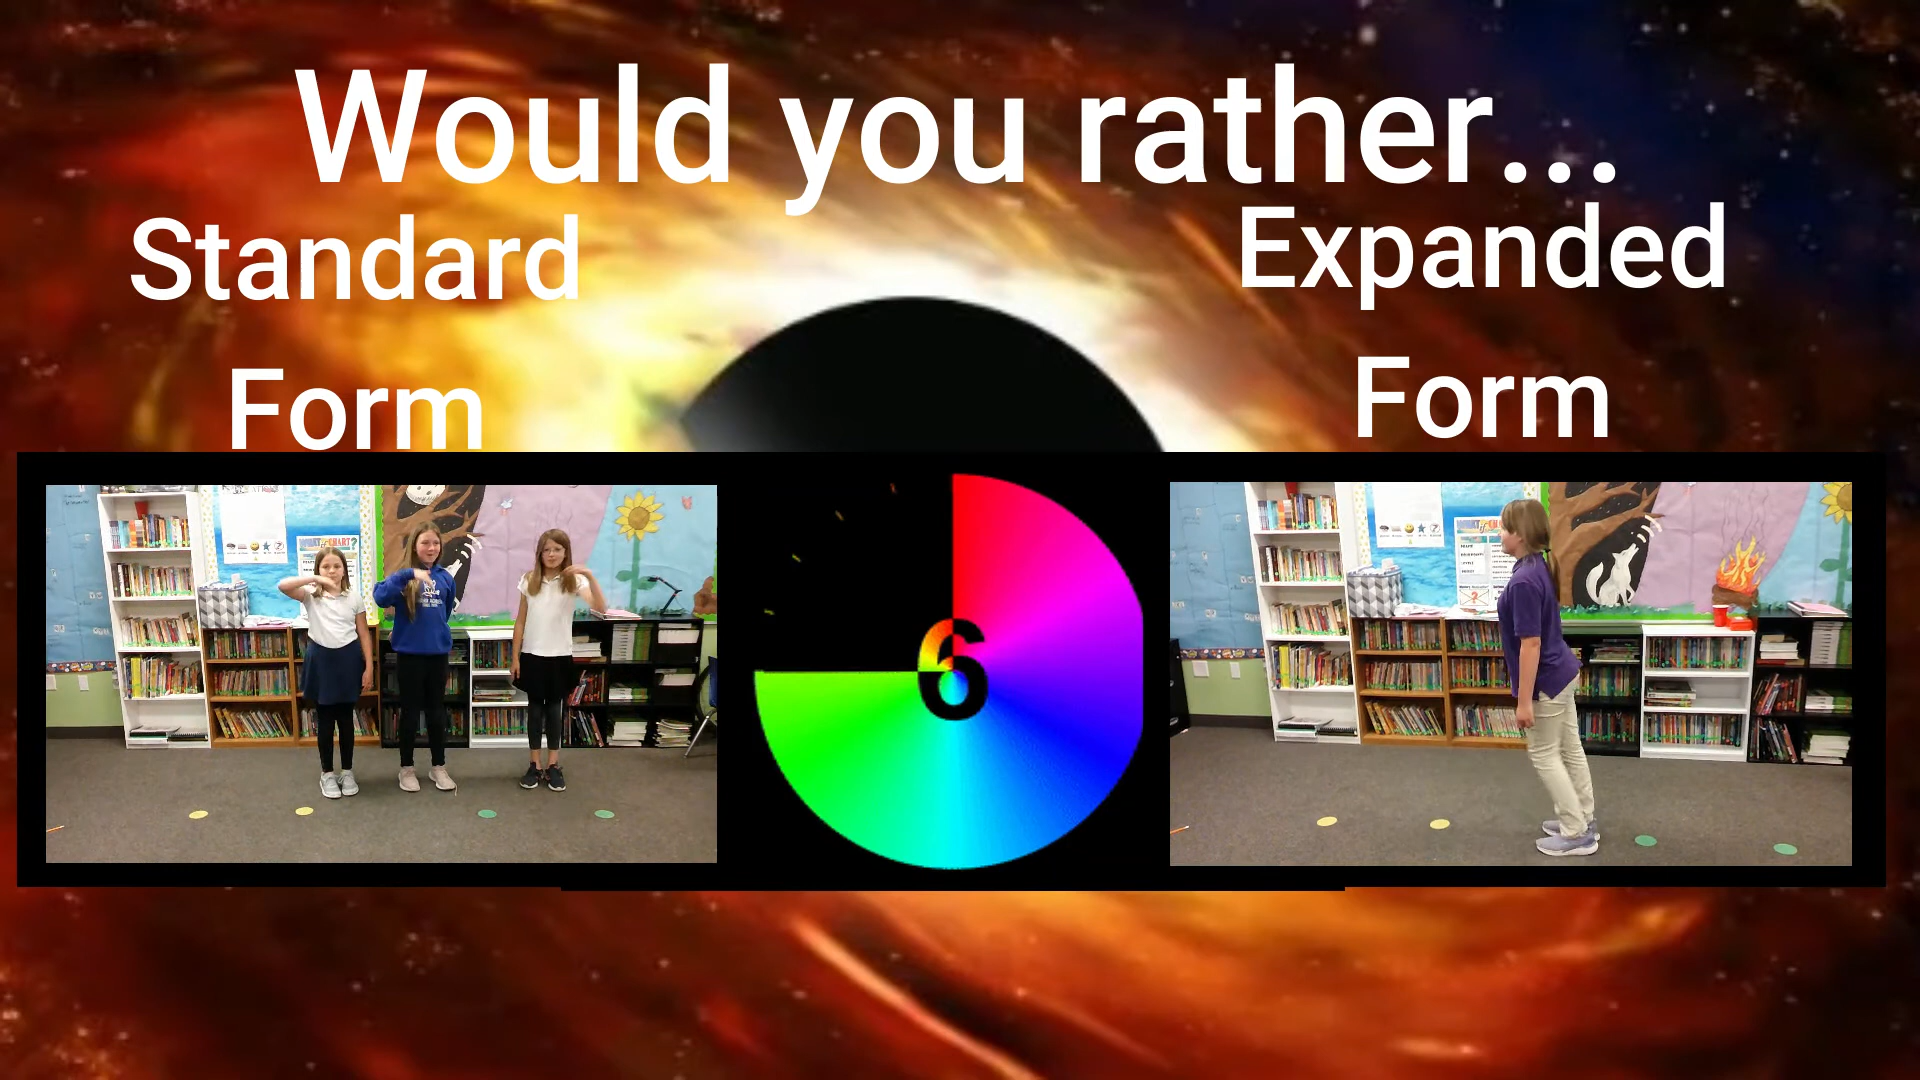 Would you rather...
Standard
Form
Expanded
Form
6